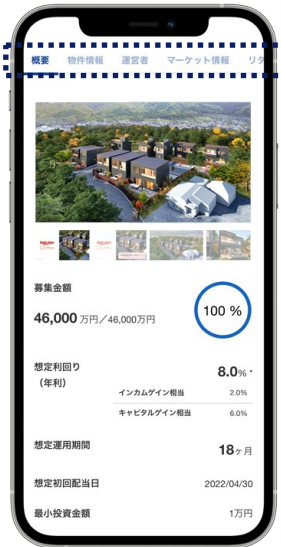 概要 物件情報 運営者 マーケット情報 リタ
募集金額
46,000 万円／46,000万円
100 %
想定利回り
（年利）
8.0% *
インカムゲイン相当 2.0%
キャピタルゲイン相当 6.0%
想定運用期間 18ヶ月
想定初回配当日 2022/04/30
最小投資金額 1万円